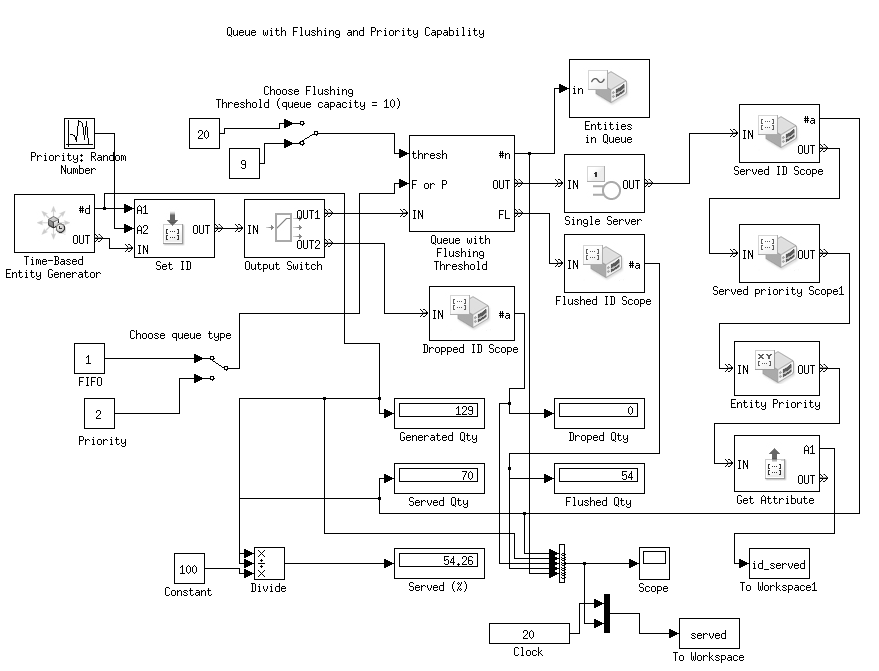 Queue with Flushing and Priority Capability
Choose Flushing
Threshold (queue capacity = 10)
20
9
Priority: Random
Number
thresh
F or P
IN
#n
OUT
FL
Queue with
Flushing
Threshold
in
Entities
in Queue
IN
#a
OUT
Served ID Scope
1
IN
OUT
Single Server
#d
OUT
Time-Based
Entity Generator
A1
A2
IN
OUT
Set ID
IN
OUT1
OUT2
Output Switch
IN
#a
Flushed ID Scope
IN
OUT
Served priority Scope1
IN
#a
Dropped ID Scope
Choose queue type
1
FIFO
2
Priority
X Y
IN
OUT
Entity Priority
129
Generated Qty
0
Droped Qty
IN
A1
OUT
Get Attribute
70
Served Qty
54
Flushed Qty
100
Constant
×
÷
×
Divide
54.26
Served (%)
Scope
id_served
To Workspace1
20
Clock
served
To Workspace